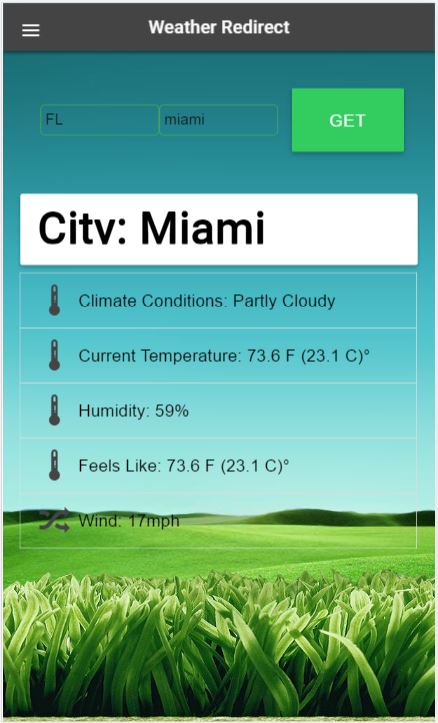 Weather Redirect
FL miami GET
City: Miami
Climate Conditions: Partly Cloudy
Current Temperature: 73.6 F (23.1 C)°
Humidity: 59%
Feels Like: 73.6 F (23.1 C)°
Wind: 17mph